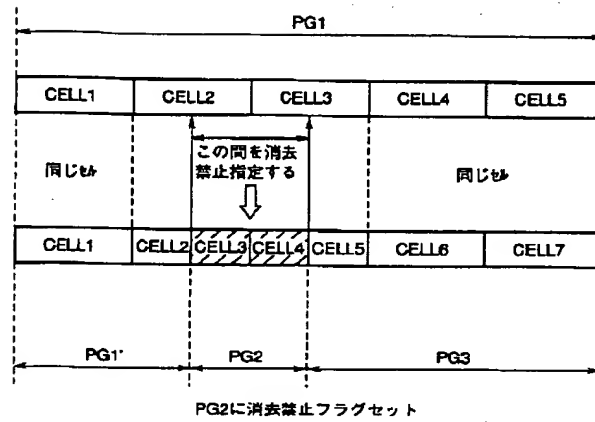 PG1
CELL1 CELL2 CELL3 CELL4 CELL5
この間を消去
禁止指定する
同じセル
同じセル
CELL1 CELL2 CELL3 CELL4 CELL5 CELL6 CELL7
PG1' PG2 PG3
PG2に消去禁止フラグセット